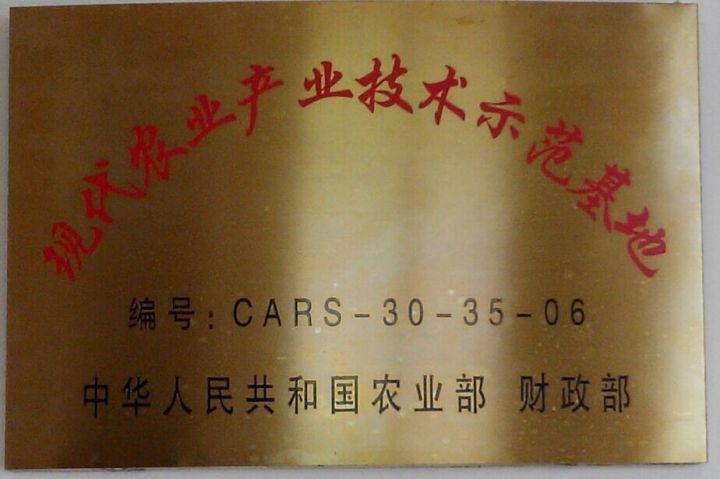 现代农业产业技术示范基地
编号:CARS-30-35-06
中华人民共和国农业部 财政部